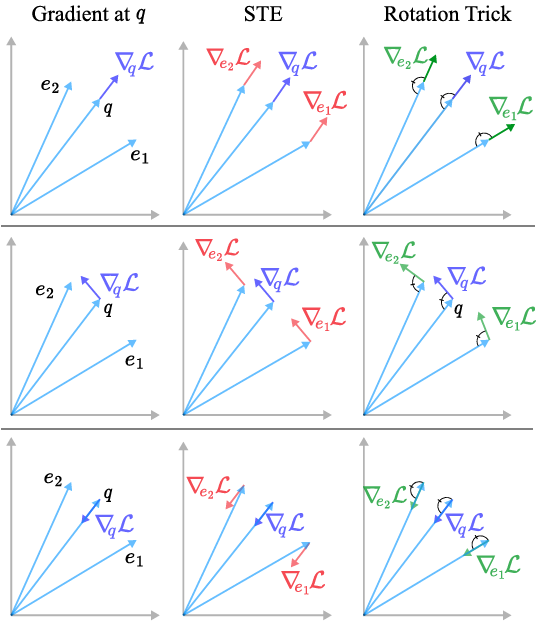 Gradient at q
STE
Rotation Trick
∇qℒ
e₂
q
e₁
∇e₂ℒ
∇qℒ
∇e₁ℒ
∇e₂ℒ
∇qℒ
∇e₁ℒ
∇qℒ
e₂
q
e₁
∇e₂ℒ
∇qℒ
∇e₁ℒ
∇e₂ℒ
∇qℒ
q
∇e₁ℒ
e₂
q
∇qℒ
e₁
∇e₂ℒ
∇qℒ
∇e₁ℒ
∇e₂ℒ
∇qℒ
∇e₁ℒ